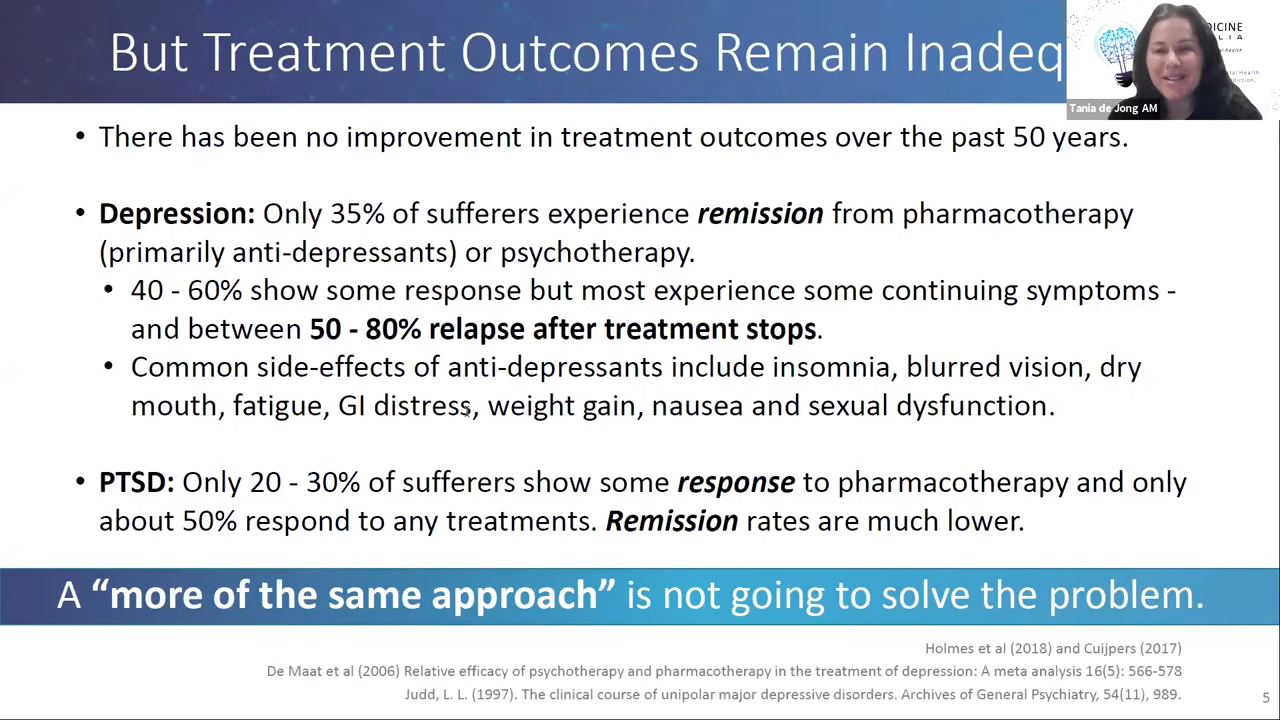 But Treatment Outcomes Remain Inadeq
DICINE
L I A
Tania de Jong AM
• There has been no improvement in treatment outcomes over the past 50 years.
• Depression: Only 35% of sufferers experience remission from pharmacotherapy
(primarily anti-depressants) or psychotherapy.
• 40 - 60% show some response but most experience some continuing symptoms -
and between 50 - 80% relapse after treatment stops.
• Common side-effects of anti-depressants include insomnia, blurred vision, dry
mouth, fatigue, GI distress, weight gain, nausea and sexual dysfunction.
• PTSD: Only 20 - 30% of sufferers show some response to pharmacotherapy and only
about 50% respond to any treatments. Remission rates are much lower.
A “more of the same approach” is not going to solve the problem.
Holmes et al (2018) and Cuijpers (2017)
De Maat et al (2006) Relative efficacy of psychotherapy and pharmacotherapy in the treatment of depression: A meta analysis 16(5): 566-578
Judd, L. L. (1997). The clinical course of unipolar major depressive disorders. Archives of General Psychiatry, 54(11), 989.
5